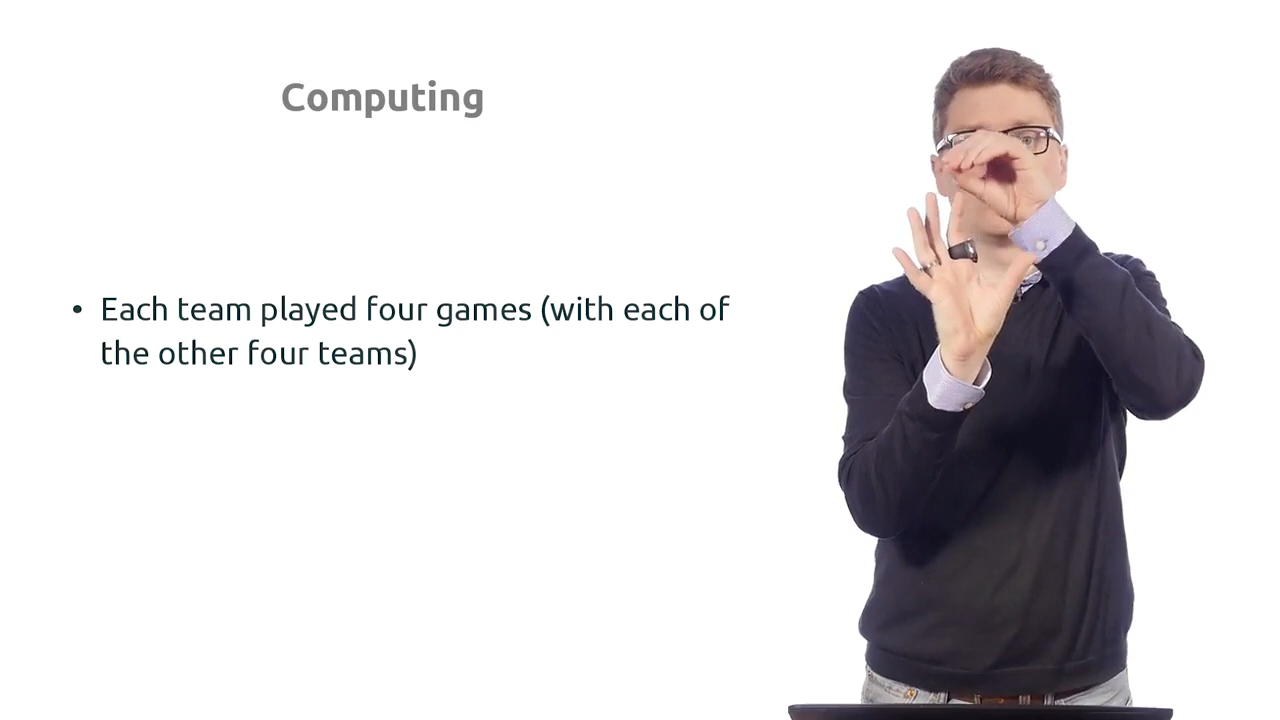 Computing
• Each team played four games (with each of
the other four teams)